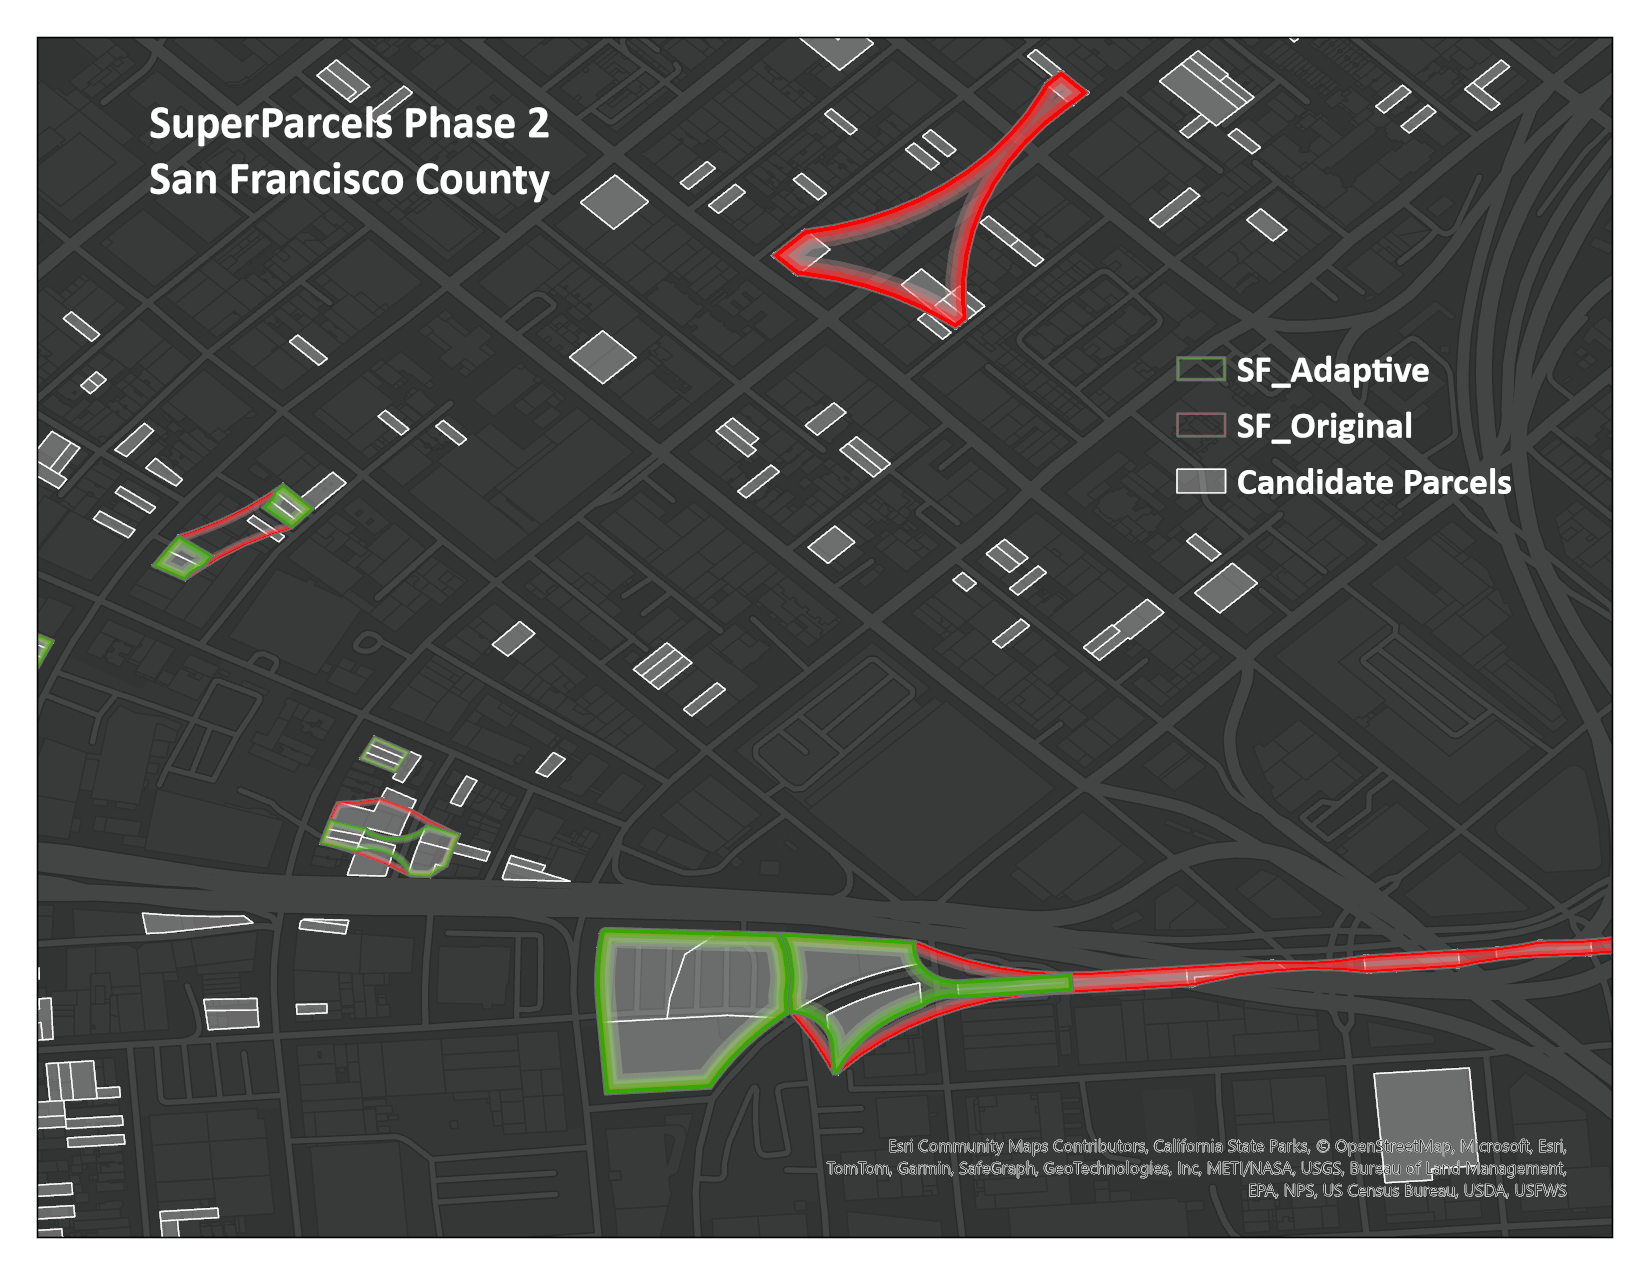 SuperParcels Phase 2
San Francisco County
SF_Adaptive
SF_Original
Candidate Parcels
Esri Community Maps Contributors, California State Parks, © OpenStreetMap, Microsoft, Esri,
TomTom, Garmin, SafeGraph, GeoTechnologies, Inc, METI/NASA, USGS, Bureau of Land Management,
EPA, NPS, US Census Bureau, USDA, USFWS